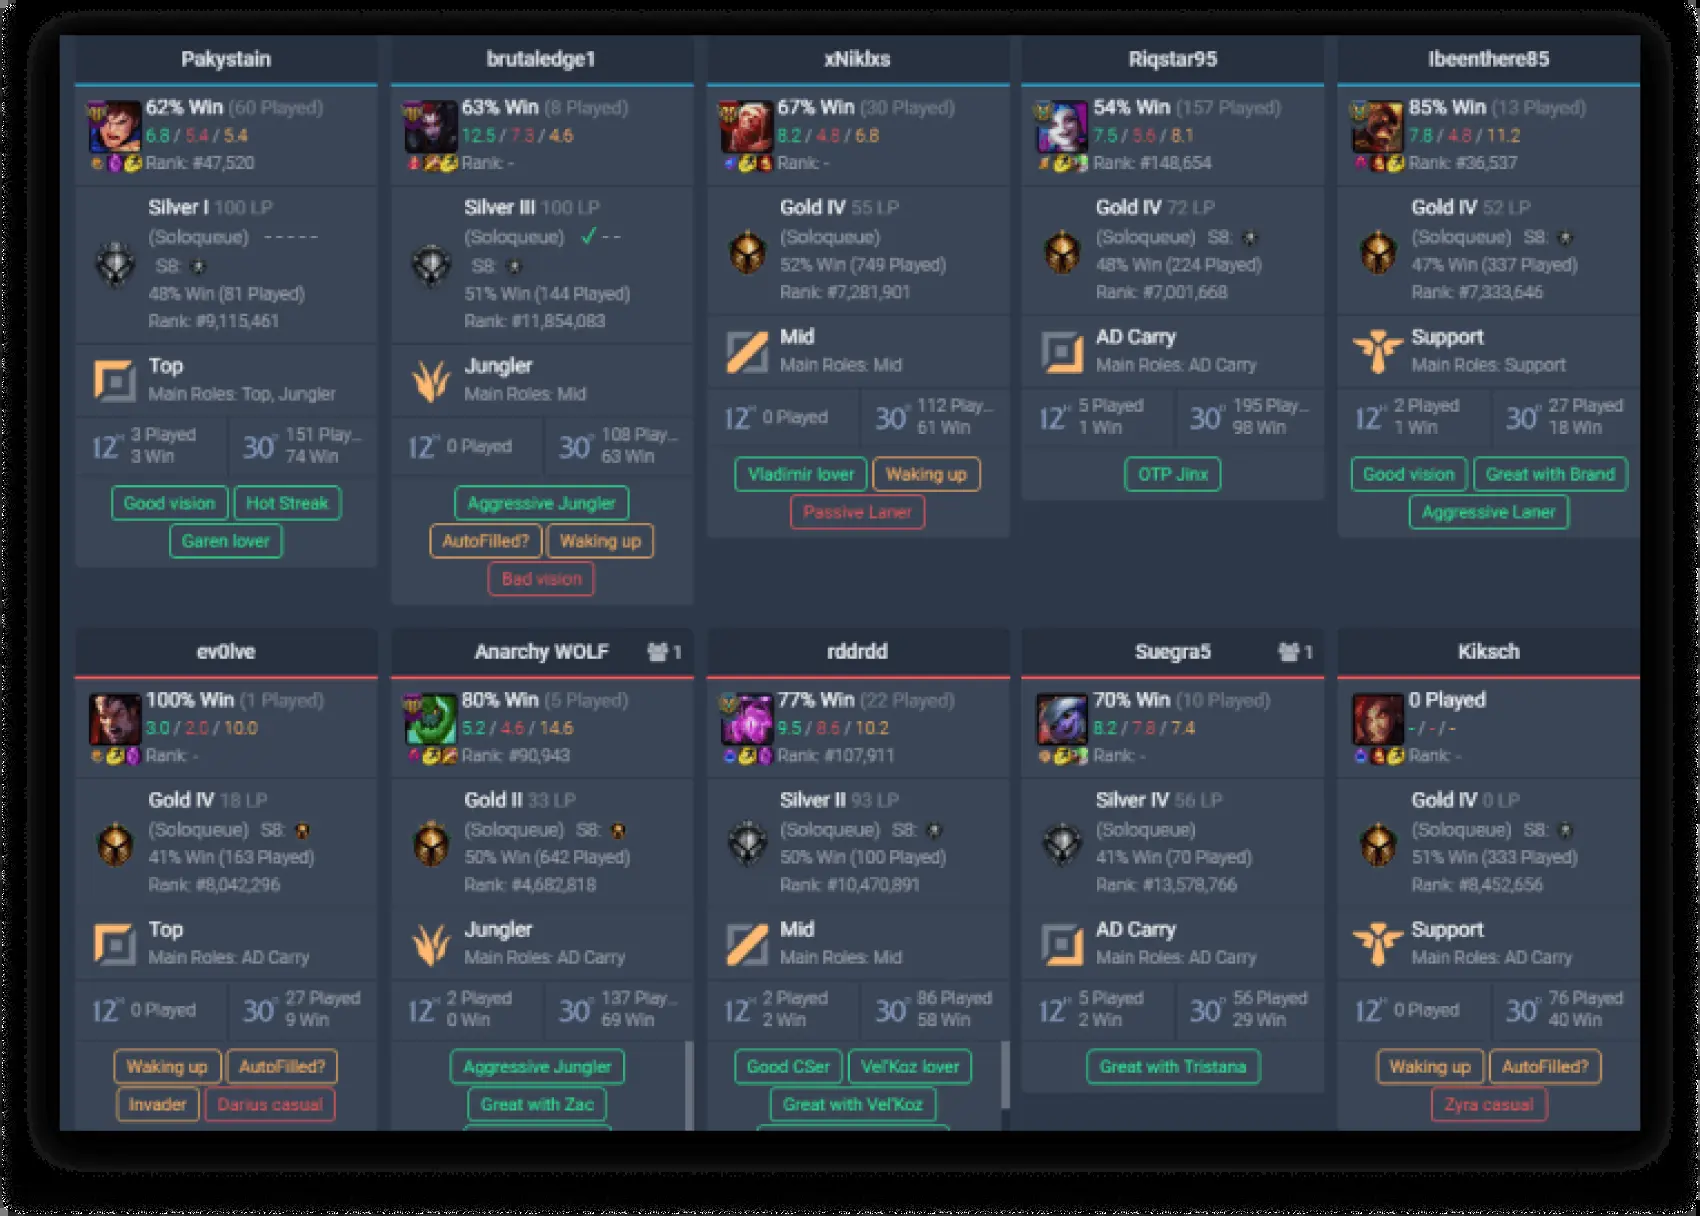 Pakystain
62% Win (60 Played)
6.8 / 5.4 / 5.4
Rank: #47,520
Silver I 100 LP
(Soloqueue) - - - - -
S8:
48% Win (81 Played)
Rank: #9,115,461
Top
Main Roles: Top, Jungler
12H 3 Played
3 Win
30D 151 Play...
74 Win
Good vision
Hot Streak
Garen lover
brutaledge1
63% Win (8 Played)
12.5 / 7.3 / 4.6
Rank: -
Silver III 100 LP
(Soloqueue) ✓ - -
S8:
51% Win (144 Played)
Rank: #11,854,083
Jungler
Main Roles: Mid
12H 0 Played
30D 108 Play...
63 Win
Aggressive Jungler
AutoFilled?
Waking up
Bad vision
xNiklxs
67% Win (30 Played)
8.2 / 4.8 / 6.8
Rank: -
Gold IV 55 LP
(Soloqueue)
52% Win (749 Played)
Rank: #7,281,901
Mid
Main Roles: Mid
12H 0 Played
30D 112 Play...
61 Win
Vladimir lover
Waking up
Passive Laner
Riqstar95
54% Win (157 Played)
7.5 / 5.6 / 8.1
Rank: #148,654
Gold IV 72 LP
(Soloqueue) S8:
48% Win (224 Played)
Rank: #7,001,668
AD Carry
Main Roles: AD Carry
12H 5 Played
1 Win
30D 195 Play...
98 Win
OTP Jinx
Ibeenthere85
85% Win (13 Played)
7.8 / 4.8 / 11.2
Rank: #36,537
Gold IV 52 LP
(Soloqueue) S8:
47% Win (337 Played)
Rank: #7,333,646
Support
Main Roles: Support
12H 2 Played
1 Win
30D 27 Played
18 Win
Good vision
Great with Brand
Aggressive Laner
ev0lve
100% Win (1 Played)
3.0 / 2.0 / 10.0
Rank: -
Gold IV 18 LP
(Soloqueue) S8:
41% Win (163 Played)
Rank: #8,042,296
Top
Main Roles: AD Carry
12H 0 Played
30D 27 Played
9 Win
Waking up
AutoFilled?
Invader
Darius casual
Anarchy WOLF 1
80% Win (5 Played)
5.2 / 4.6 / 14.6
Rank: #90,943
Gold II 33 LP
(Soloqueue) S8:
50% Win (642 Played)
Rank: #4,682,818
Jungler
Main Roles: AD Carry
12H 2 Played
0 Win
30D 137 Play...
69 Win
Aggressive Jungler
Great with Zac
rddrdd
77% Win (22 Played)
9.5 / 8.6 / 10.2
Rank: #107,911
Silver II 93 LP
(Soloqueue) S8:
50% Win (100 Played)
Rank: #10,470,891
Mid
Main Roles: Mid
12H 2 Played
2 Win
30D 86 Played
58 Win
Good CSer
Vel'Koz lover
Great with Vel'Koz
Suegra5 1
70% Win (10 Played)
8.2 / 7.8 / 7.4
Rank: -
Silver IV 56 LP
(Soloqueue)
41% Win (70 Played)
Rank: #13,578,766
AD Carry
Main Roles: AD Carry
12H 5 Played
2 Win
30D 56 Played
29 Win
Great with Tristana
Kiksch
0 Played
- / - / -
Rank: -
Gold IV 0 LP
(Soloqueue) S8:
51% Win (333 Played)
Rank: #8,452,656
Support
Main Roles: AD Carry
12H 0 Played
30D 76 Played
40 Win
Waking up
AutoFilled?
Zyra casual